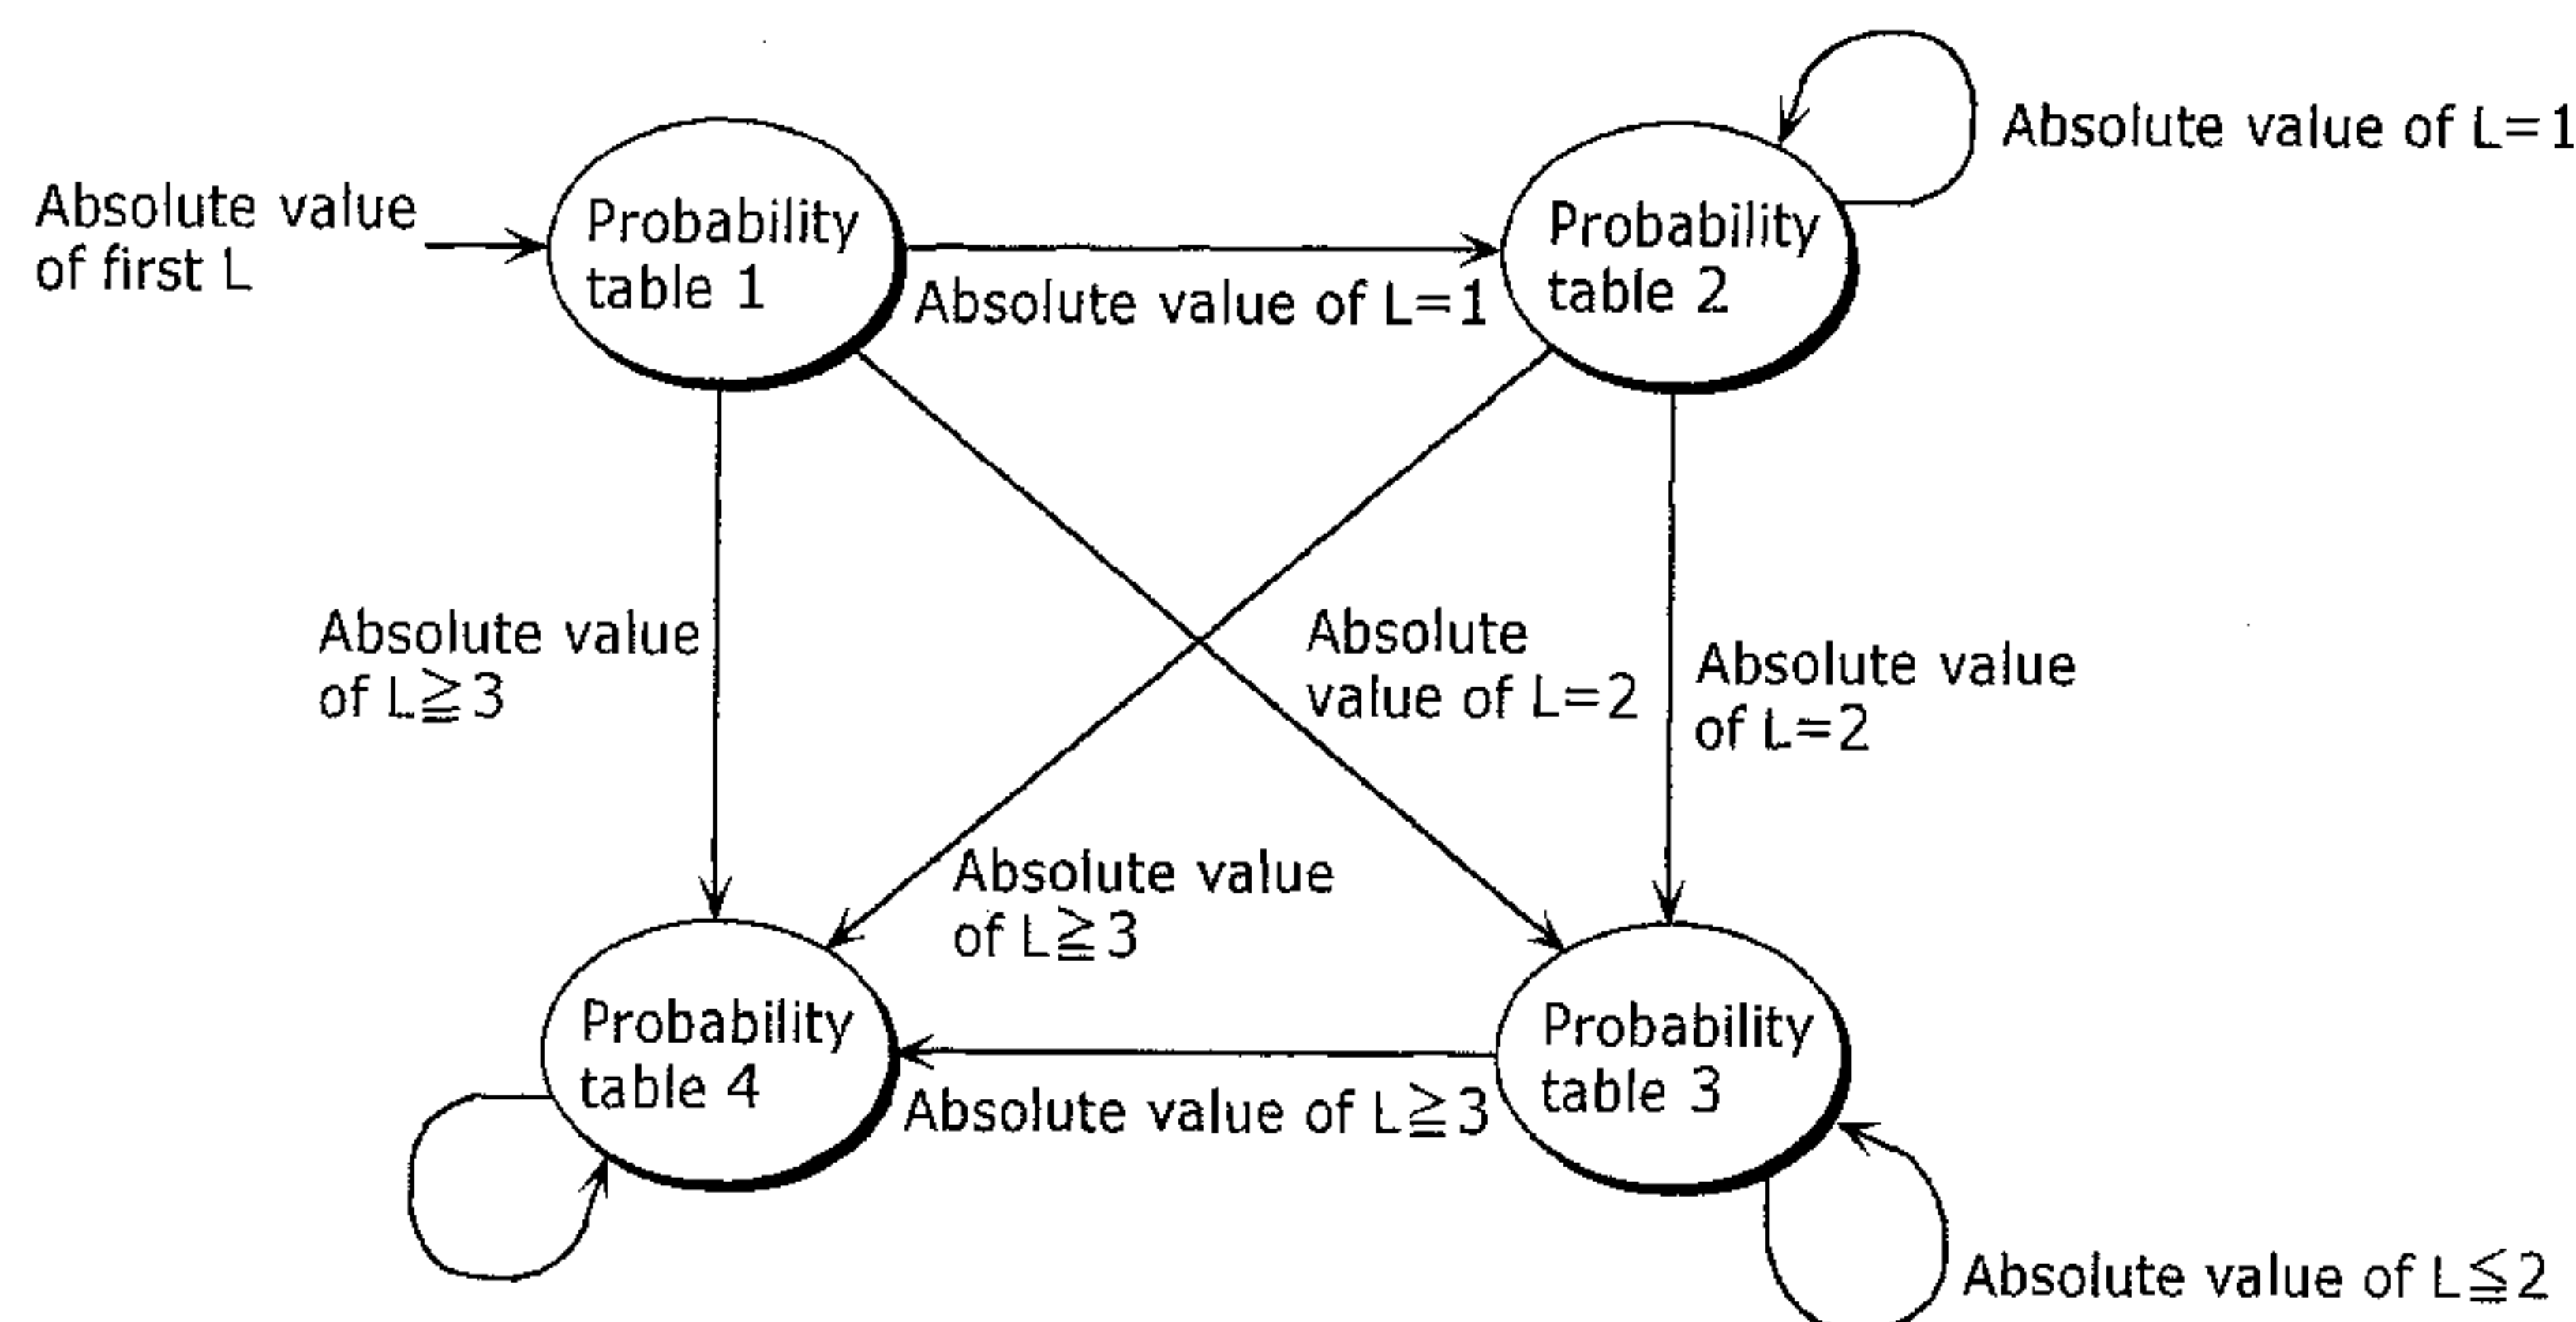 Absolute value of L=1
Absolute value
of first L
Probability
table 1
Probability
table 2
Absolute value of L=1
Absolute value
of L≧3
Absolute
value of L=2
Absolute value
of L=2
Absolute value
of L≧3
Probability
table 4
Probability
table 3
Absolute value of L≧3
Absolute value of L≦2